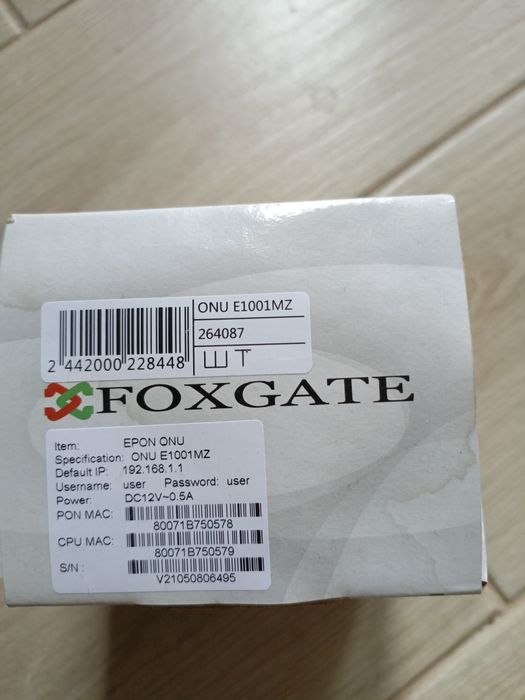 ONU E1001MZ
264087
ШТ
2 442000 228448
FOXGATE
Item: EPON ONU
Specification: ONU E1001MZ
Default IP: 192.168.1.1
Username: user Password: user
Power: DC12V~0.5A
PON MAC:
80071B750578
CPU MAC:
80071B750579
S/N :
V21050806495